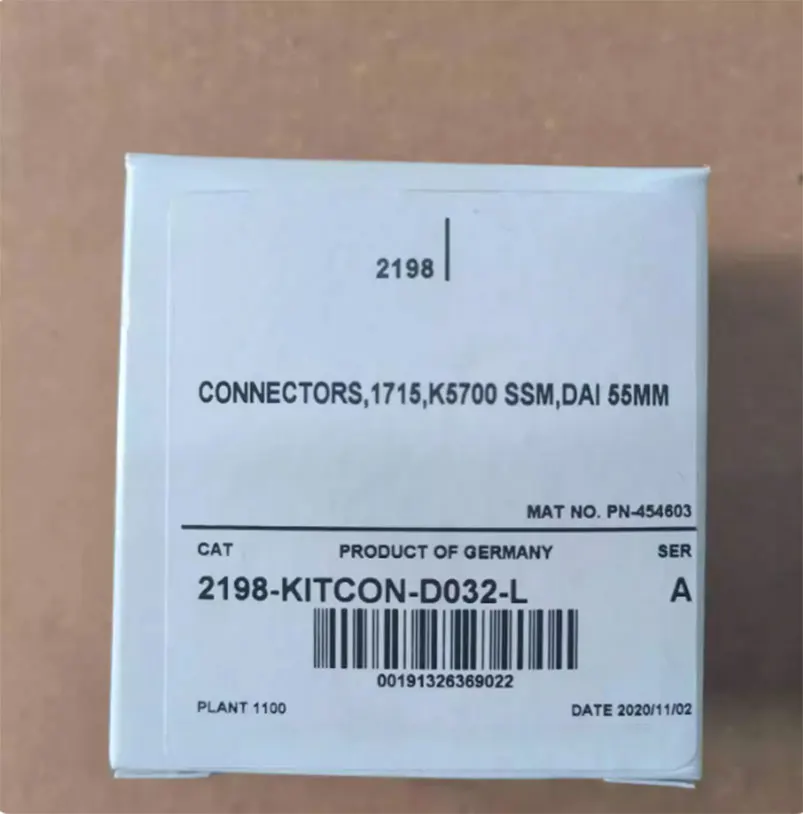 2198
CONNECTORS,1715,K5700 SSM,DAI 55MM
MAT NO. PN-454603
CAT PRODUCT OF GERMANY SER
2198-KITCON-D032-L A
00191326369022
PLANT 1100 DATE 2020/11/02